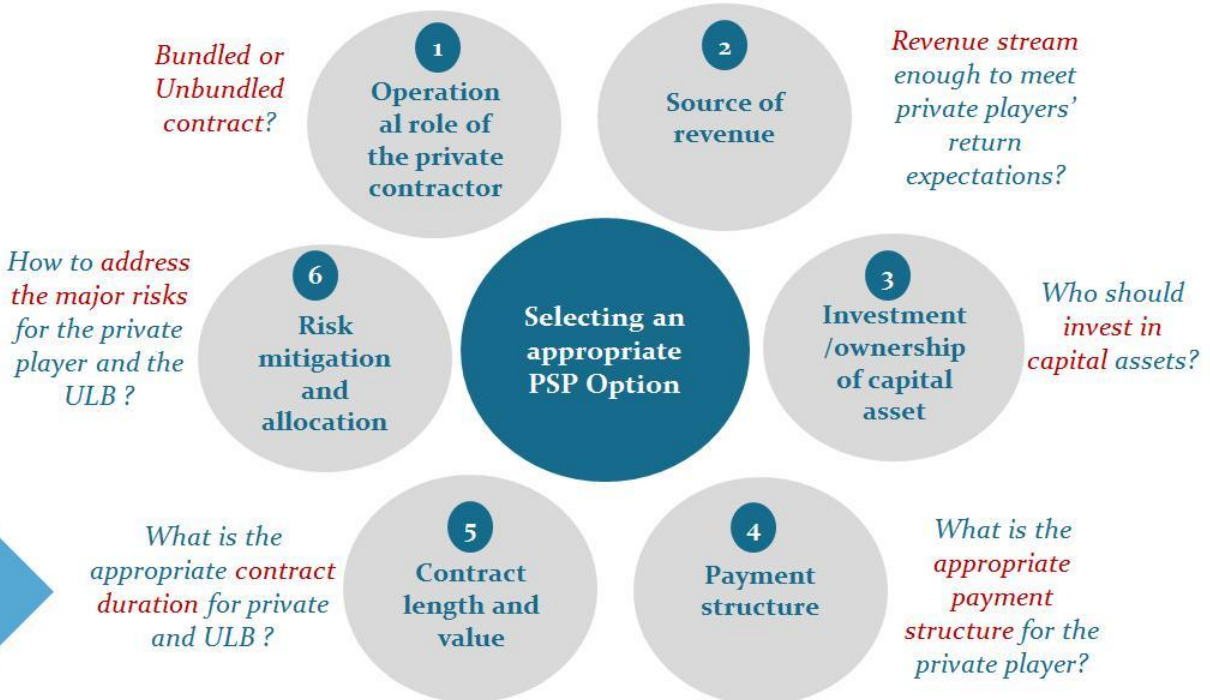 Bundled or
Unbundled
contract?
1
Operation
al role of
the private
contractor
2
Source of
revenue
Revenue stream
enough to meet
private players'
return
expectations?
How to address
the major risks
for the private
player and the
ULB ?
6
Risk
mitigation
and
allocation
Selecting an
appropriate
PSP Option
3
Investment
/ownership
of capital
asset
Who should
invest in
capital assets?
What is the
appropriate contract
duration for private
and ULB ?
5
Contract
length and
value
4
Payment
structure
What is the
appropriate
payment
structure for the
private player?